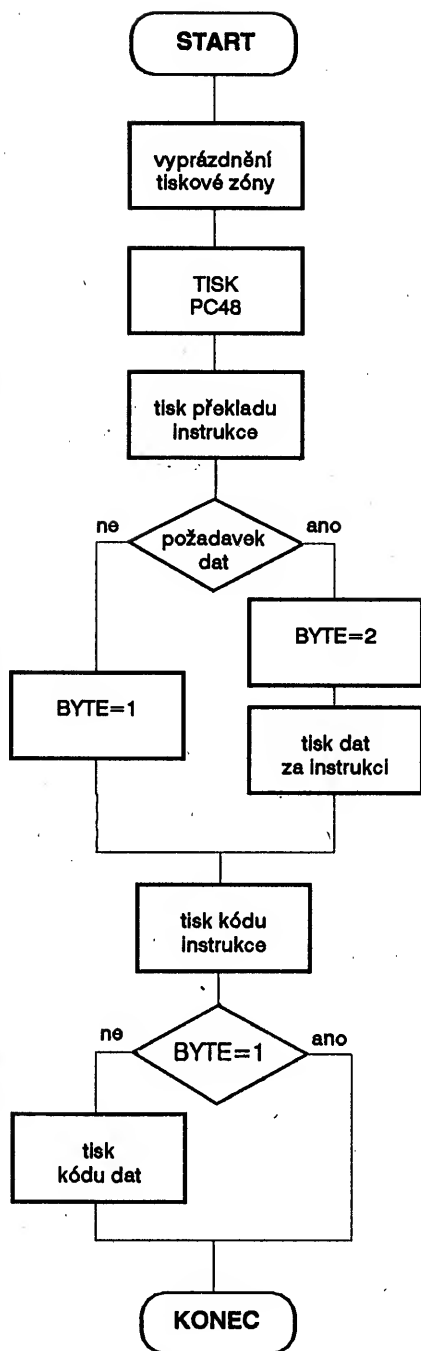 START
vyprázdnění
tiskové zóny
TISK
PC48
tisk překladu
instrukce
ne
ano
požadavek
dat
BYTE=2
BYTE=1
tisk dat
za instrukci
tisk kódu
instrukce
ne
ano
BYTE=1
tisk
kódu dat
KONEC